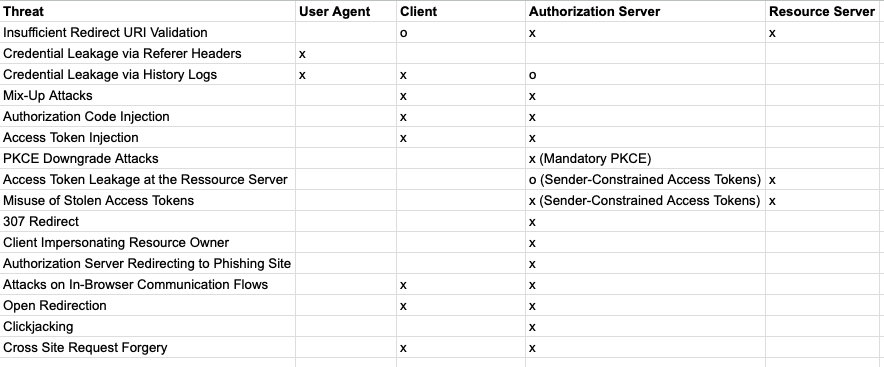 Threat User Agent Client Authorization Server Resource Server
Insufficient Redirect URI Validation o x x
Credential Leakage via Referer Headers x
Credential Leakage via History Logs x x o
Mix-Up Attacks x x
Authorization Code Injection x x
Access Token Injection x x
PKCE Downgrade Attacks x (Mandatory PKCE)
Access Token Leakage at the Ressource Server o (Sender-Constrained Access Tokens) x
Misuse of Stolen Access Tokens x (Sender-Constrained Access Tokens) x
307 Redirect x
Client Impersonating Resource Owner x
Authorization Server Redirecting to Phishing Site x
Attacks on In-Browser Communication Flows x x
Open Redirection x x
Clickjacking x
Cross Site Request Forgery x x